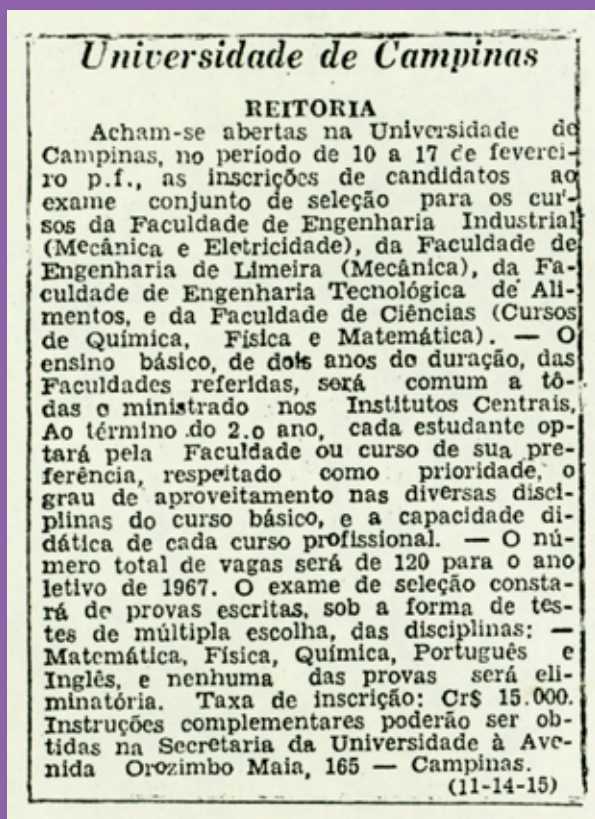 Universidade de Campinas
REITORIA
Acham-se abertas na Universidade de
Campinas, no período de 10 a 17 de feverei-
ro p.f., as inscrições de candidatos ao
exame conjunto de seleção para os cur-
sos da Faculdade de Engenharia Industrial
(Mecânica e Eletricidade), da Faculdade de
Engenharia de Limeira (Mecânica), da Fa-
culdade de Engenharia Tecnológica de Ali-
mentos, e da Faculdade de Ciências (Cursos
de Química, Física e Matemática). — O
ensino básico, de dois anos de duração, das
Faculdades referidas, será comum a tô-
das e ministrado nos Institutos Centrais.
Ao término do 2.o ano, cada estudante op-
tará pela Faculdade ou curso de sua pre-
ferência, respeitado como prioridade, o
grau de aproveitamento nas diversas disci-
plinas do curso básico, e a capacidade di-
dática de cada curso profissional. — O nú-
mero total de vagas será de 120 para o ano
letivo de 1967. O exame de seleção consta-
rá de provas escritas, sob a forma de tes-
tes de múltipla escolha, das disciplinas: —
Matemática, Física, Química, Português e
Inglês, e nenhuma das provas será eli-
minatória. Taxa de inscrição: Cr$ 15.000.
Instruções complementares poderão ser ob-
tidas na Secretaria da Universidade à Ave-
nida Orozimbo Maia, 165 — Campinas.
(11-14-15)